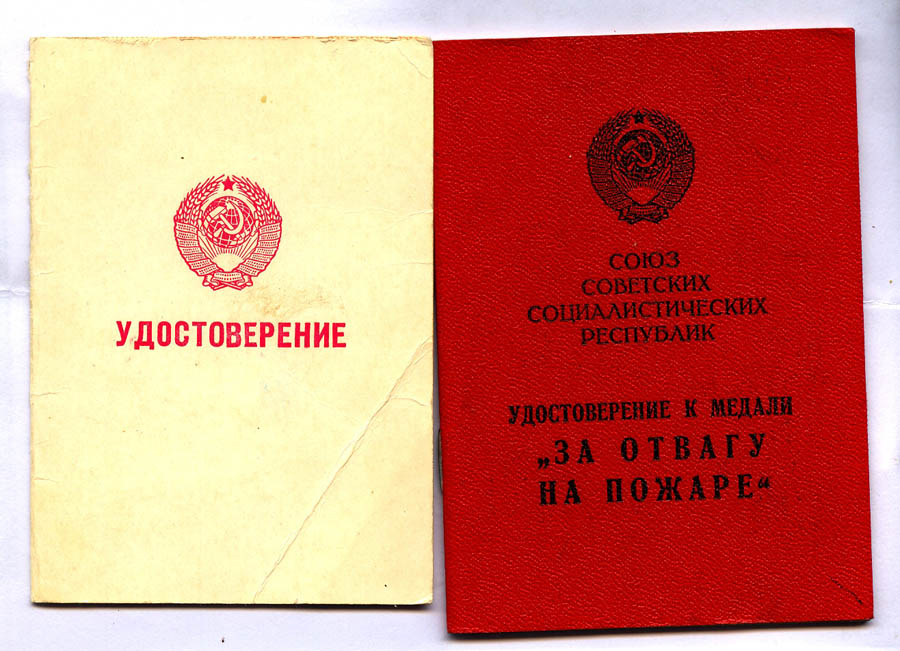 УДОСТОВЕРЕНИЕ
СОЮЗ
СОВЕТСКИХ
СОЦИАЛИСТИЧЕСКИХ
РЕСПУБЛИК
УДОСТОВЕРЕНИЕ К МЕДАЛИ
„ЗА ОТВАГУ
НА ПОЖАРЕ“